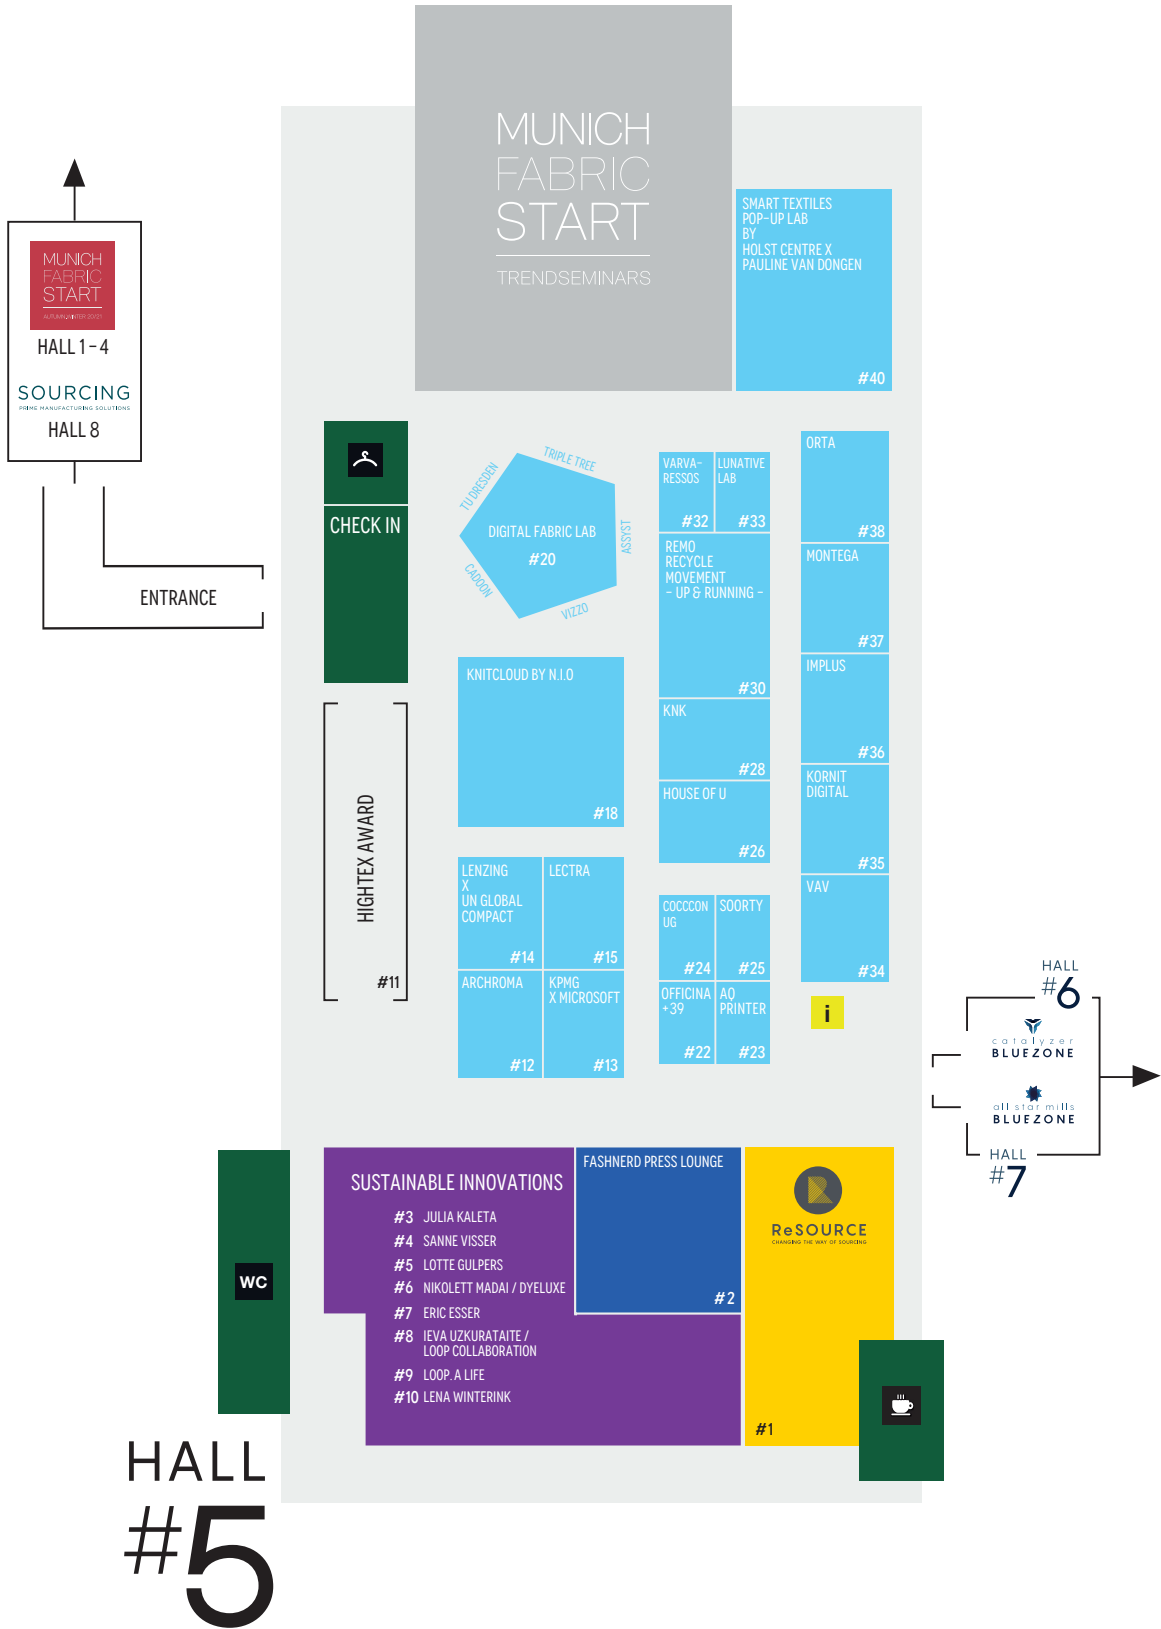 MUNICH
FABRIC
START
TRENDSEMINARS
SMART TEXTILES
POP-UP LAB
BY
HOLST CENTRE X
PAULINE VAN DONGEN
#40
MUNICH
FABRIC
START
AUTUMN.WINTER 20/21
HALL 1 – 4
SOURCING
PRIME MANUFACTURING SOLUTIONS
HALL 8
ENTRANCE
CHECK IN
TRIPLE TREE
TU DRESDEN
ASSYST
CADOON
VIZZO
DIGITAL FABRIC LAB
#20
VARVA-
RESSOS
#32
LUNATIVE
LAB
#33
ORTA
#38
REMO
RECYCLE
MOVEMENT
- UP & RUNNING -
#30
MONTEGA
#37
KNITCLOUD BY N.I.O
#18
KNK
#28
IMPLUS
#36
HOUSE OF U
#26
KORNIT
DIGITAL
#35
HIGHTEX AWARD
#11
LENZING
X
UN GLOBAL
COMPACT
#14
LECTRA
#15
COCCCON
UG
#24
SOORTY
#25
VAV
#34
ARCHROMA
#12
KPMG
X MICROSOFT
#13
OFFICINA
+39
#22
AQ
PRINTER
#23
i
HALL
#6
catalyzer
BLUEZONE
all star mills
BLUEZONE
HALL
#7
SUSTAINABLE INNOVATIONS
#3 JULIA KALETA
#4 SANNE VISSER
#5 LOTTE GULPERS
#6 NIKOLETT MADAI / DYELUXE
#7 ERIC ESSER
#8 IEVA UZKURATAITE /
LOOP COLLABORATION
#9 LOOP. A LIFE
#10 LENA WINTERINK
FASHNERD PRESS LOUNGE
#2
R
ReSOURCE
CHANGING THE WAY OF SOURCING
#1
WC
HALL
#5